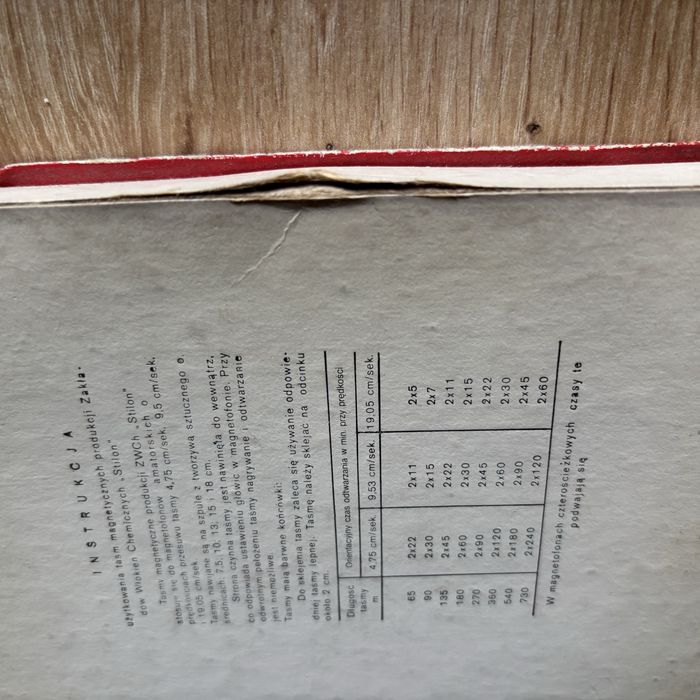 INSTRUKCJA
użytkowania taśm magnetycznych produkcji Zakła-
dów Włókien Chemicznych „Stilon"
Taśmy magnetyczne produkcji ZWCh „Stilon"
stosuje się do magnetofonów amatorskich o
prędkościach przesuwu taśmy 4,75 cm/sek, 9,5 cm/sek,
i 19,05 cm/sek.
Taśmy nawijane są na szpule z tworzywa sztucznego o
średnicach: 7,5; 10; 13; 15 i 18 cm.
Strona czynna taśmy jest nawinięta do wewnątrz,
co odpowiada ustawieniu głowic w magnetofonie. Przy
odwrotnym położeniu taśmy nagrywanie i odtwarzanie
jest niemożliwe.
Taśmy mają barwne końcówki:
Do sklejenia taśmy zaleca się używanie odpowie-
dniej taśmy lepnej. Taśmę należy sklejać na odcinku
około 2 cm.
Długość taśmy m Orientacyjny czas odtwarzania w min. przy prędkości
4,75 cm/sek. 9,53 cm/sek. 19,05 cm/sek.
65 2x22 2x11 2x5
90 2x30 2x15 2x7
135 2x45 2x22 2x11
180 2x60 2x30 2x15
270 2x90 2x45 2x22
360 2x120 2x60 2x30
540 2x180 2x90 2x45
730 2x240 2x120 2x60
W magnetofonach czterościeżkowych czasy te
podwajają się